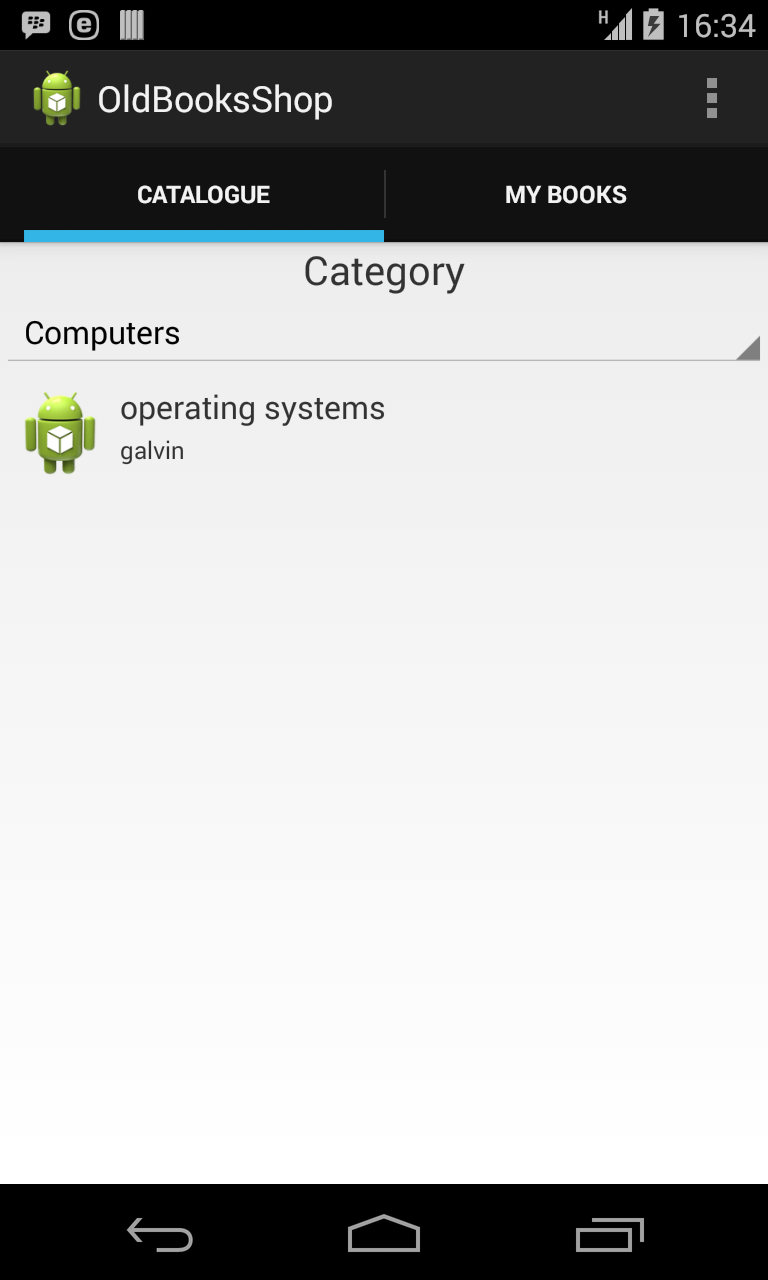 H 16:34
OldBooksShop
CATALOGUE MY BOOKS
Category
Computers
operating systems
galvin